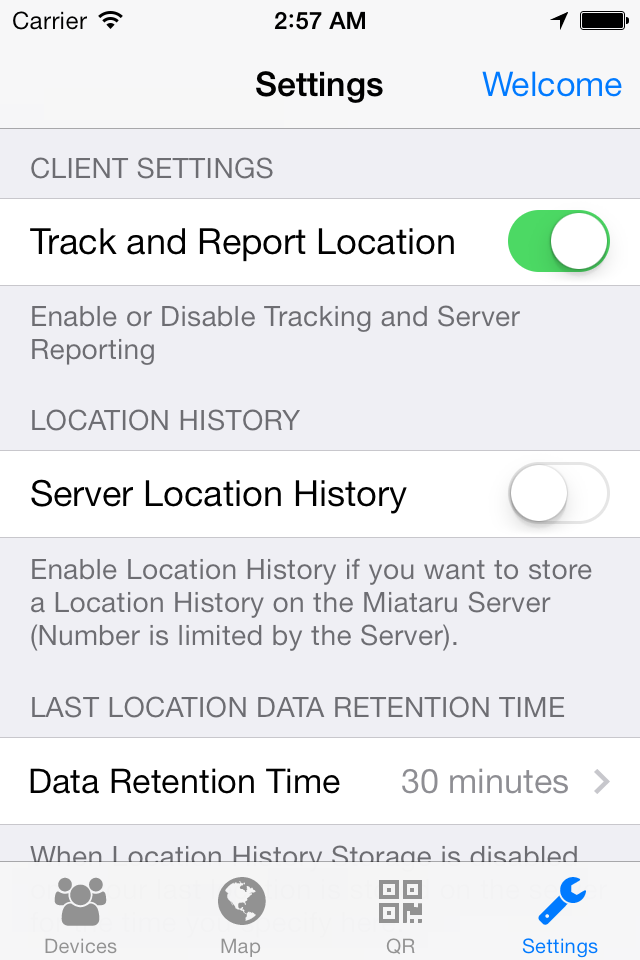 Carrier 2:57 AM
Settings Welcome
CLIENT SETTINGS
Track and Report Location
Enable or Disable Tracking and Server
Reporting
LOCATION HISTORY
Server Location History
Enable Location History if you want to store
a Location History on the Miataru Server
(Number is limited by the Server).
LAST LOCATION DATA RETENTION TIME
Data Retention Time 30 minutes
When Location History Storage is disabled
Devices Map QR Settings